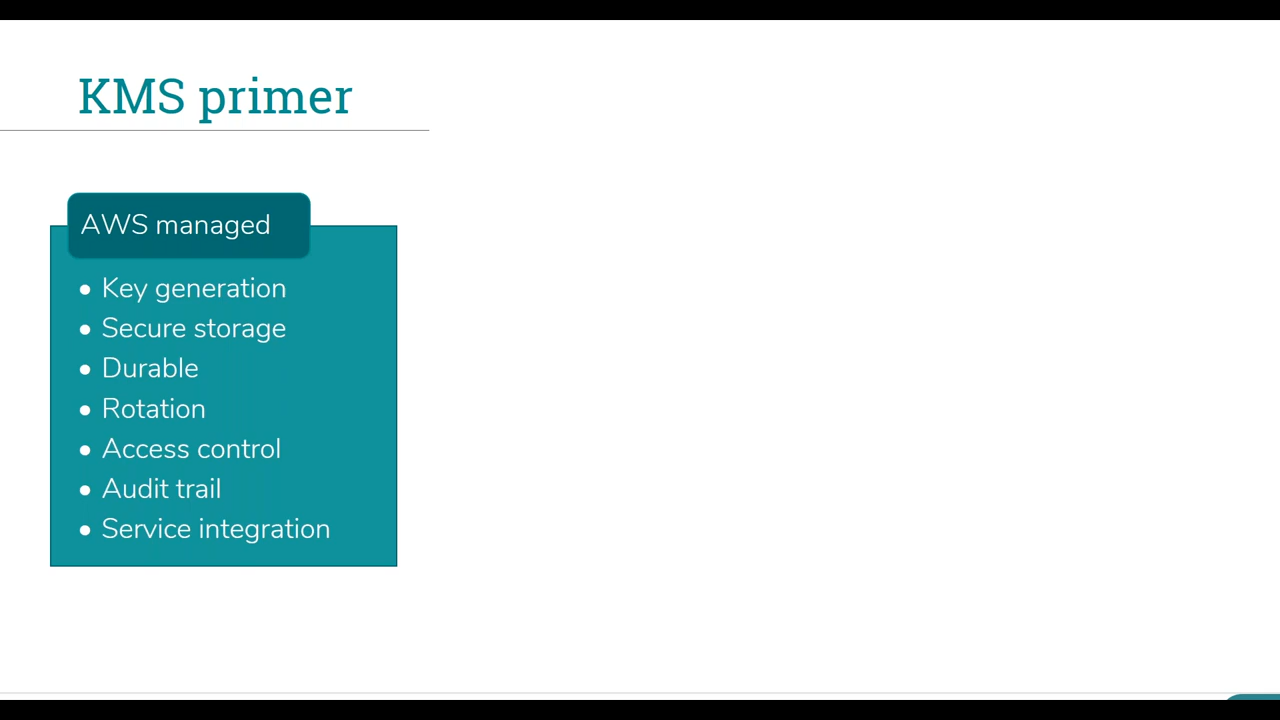 KMS primer
AWS managed
• Key generation
• Secure storage
• Durable
• Rotation
• Access control
• Audit trail
• Service integration